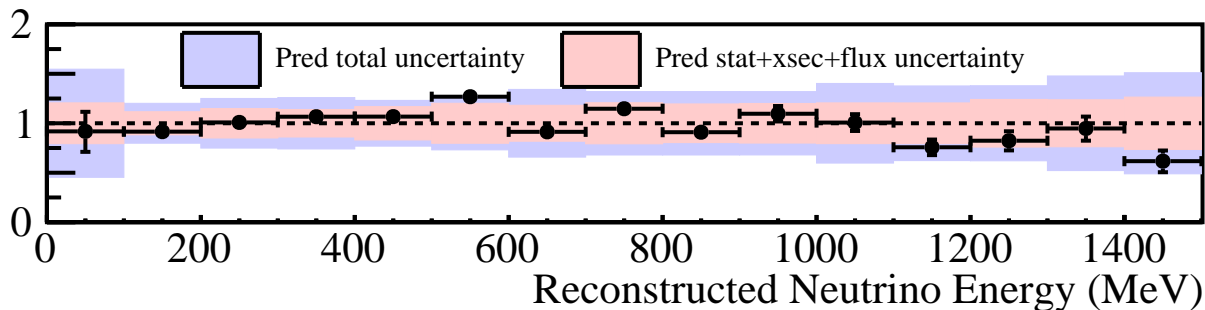 2
Pred total uncertainty
Pred stat+xsec+flux uncertainty
1
0
0 200 400 600 800 1000 1200 1400
Reconstructed Neutrino Energy (MeV)